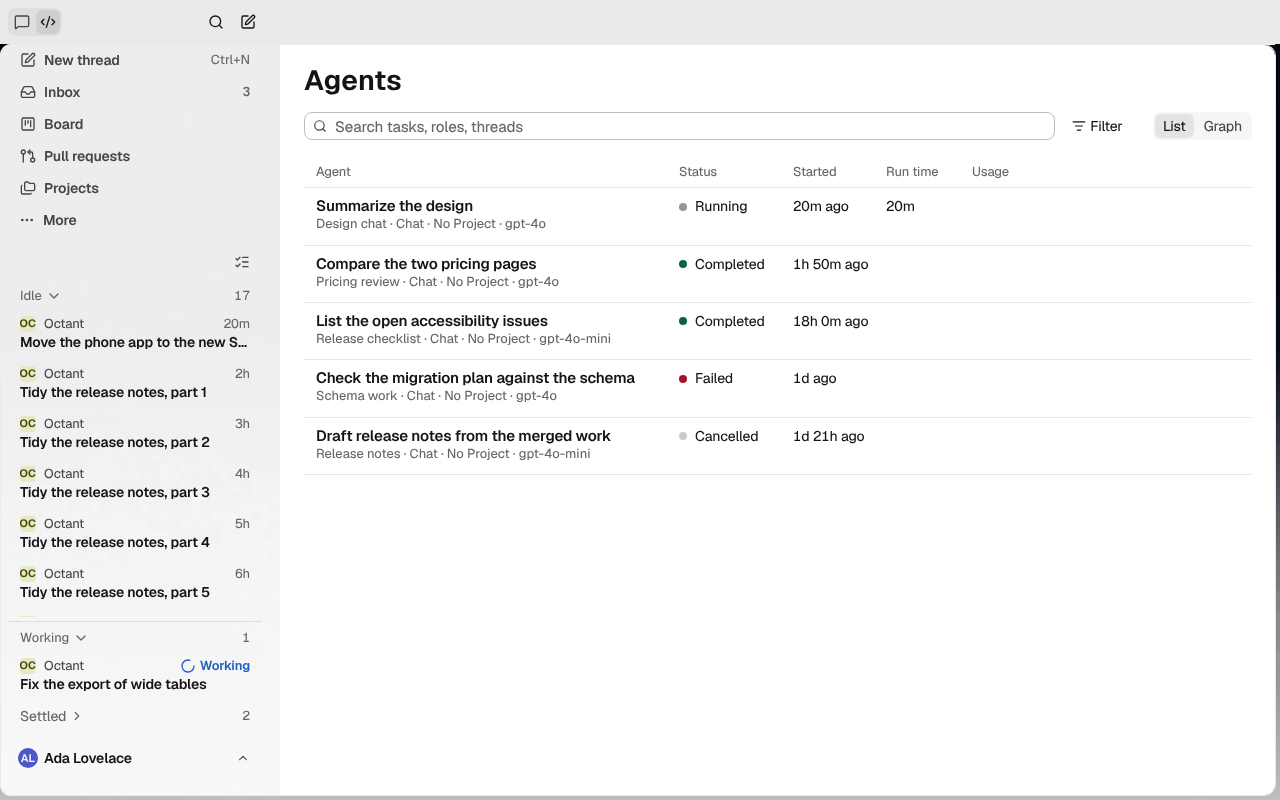 New thread Ctrl+N
Inbox 3
Board
Pull requests
Projects
More
Idle 17
OC Octant 20m
Move the phone app to the new S...
OC Octant 2h
Tidy the release notes, part 1
OC Octant 3h
Tidy the release notes, part 2
OC Octant 4h
Tidy the release notes, part 3
OC Octant 5h
Tidy the release notes, part 4
OC Octant 6h
Tidy the release notes, part 5
Working 1
OC Octant Working
Fix the export of wide tables
Settled 2
AL Ada Lovelace
Agents
Search tasks, roles, threads Filter List Graph
Agent Status Started Run time Usage
Summarize the design Running 20m ago 20m
Design chat · Chat · No Project · gpt-4o
Compare the two pricing pages Completed 1h 50m ago
Pricing review · Chat · No Project · gpt-4o
List the open accessibility issues Completed 18h 0m ago
Release checklist · Chat · No Project · gpt-4o-mini
Check the migration plan against the schema Failed 1d ago
Schema work · Chat · No Project · gpt-4o
Draft release notes from the merged work Cancelled 1d 21h ago
Release notes · Chat · No Project · gpt-4o-mini